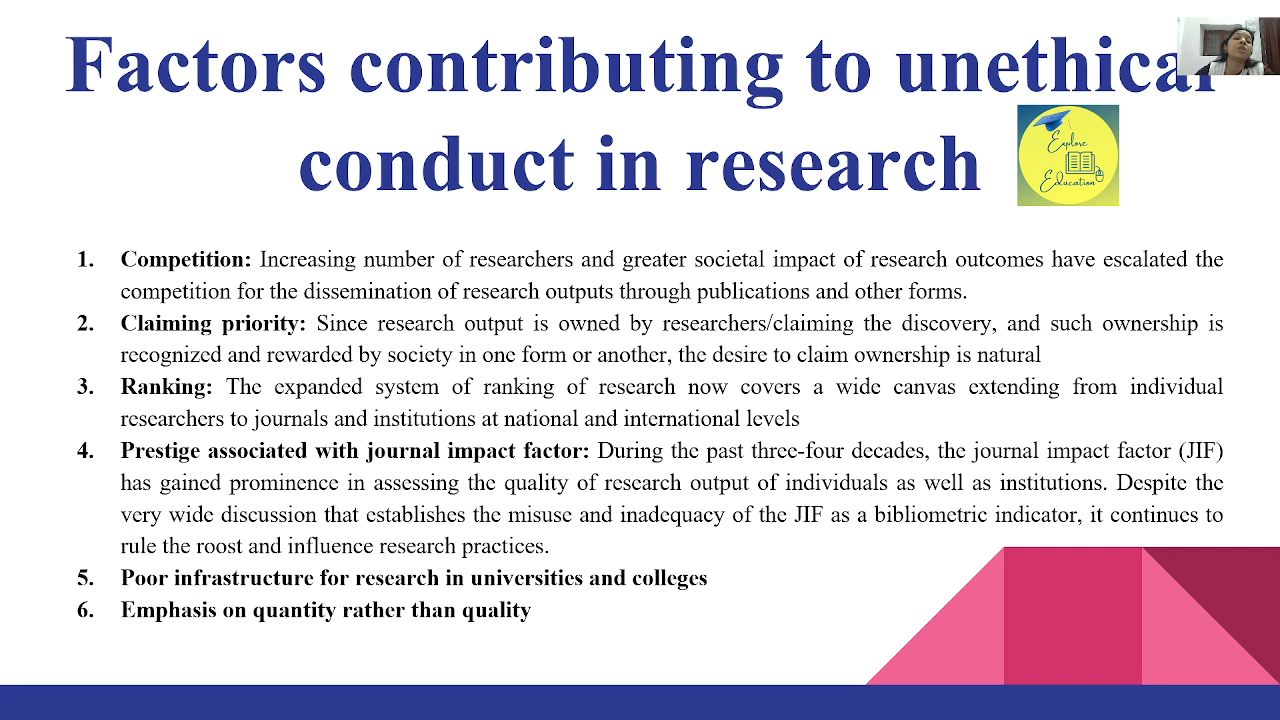 Factors contributing to unethical
conduct in research
Explore
Education
1. Competition: Increasing number of researchers and greater societal impact of research outcomes have escalated the
competition for the dissemination of research outputs through publications and other forms.
2. Claiming priority: Since research output is owned by researchers/claiming the discovery, and such ownership is
recognized and rewarded by society in one form or another, the desire to claim ownership is natural
3. Ranking: The expanded system of ranking of research now covers a wide canvas extending from individual
researchers to journals and institutions at national and international levels
4. Prestige associated with journal impact factor: During the past three-four decades, the journal impact factor (JIF)
has gained prominence in assessing the quality of research output of individuals as well as institutions. Despite the
very wide discussion that establishes the misuse and inadequacy of the JIF as a bibliometric indicator, it continues to
rule the roost and influence research practices.
5. Poor infrastructure for research in universities and colleges
6. Emphasis on quantity rather than quality